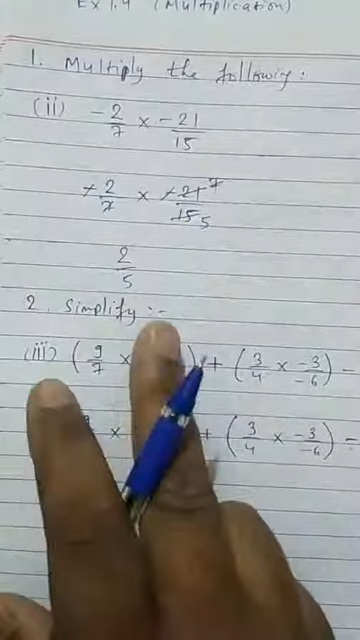 Ex 1.4 (Multiplication)
1. Multiply the following:
(ii) -2/7 × -21/15
-2/7 × -21 7/15 5
2/5
2. Simplify :-
(iii) (9/7 × ) + (3/4 × -3/-6) -
× + (3/4 × -3/-6) =